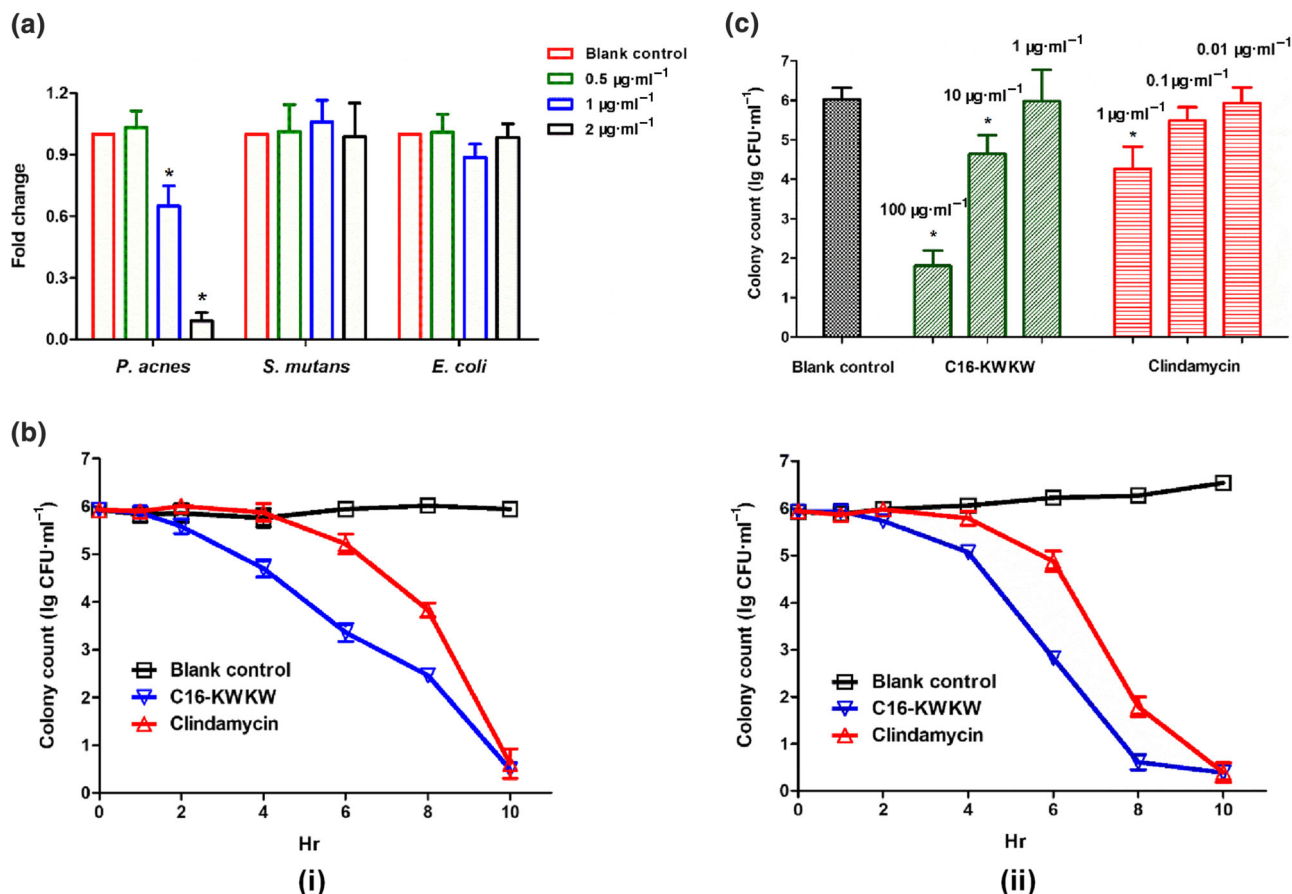 (a)
Blank control
0.5 µg·ml⁻¹
1 µg·ml⁻¹
2 µg·ml⁻¹
Fold change
1.2
0.9
0.6
0.3
0.0
*
*
P. acnes
S. mutans
E. coli
(c)
Colony count (lg CFU·ml⁻¹)
7
6
5
4
3
2
1
0
100 µg·ml⁻¹
*
10 µg·ml⁻¹
*
1 µg·ml⁻¹
1 µg·ml⁻¹
*
0.1 µg·ml⁻¹
0.01 µg·ml⁻¹
Blank control
C16-KWKW
Clindamycin
(b)
Colony count (lg CFU·ml⁻¹)
7
6
5
4
3
2
1
0
Blank control
C16-KWKW
Clindamycin
0 2 4 6 8 10
Hr
(i)
Colony count (lg CFU·ml⁻¹)
7
6
5
4
3
2
1
0
Blank control
C16-KWKW
Clindamycin
0 2 4 6 8 10
Hr
(ii)